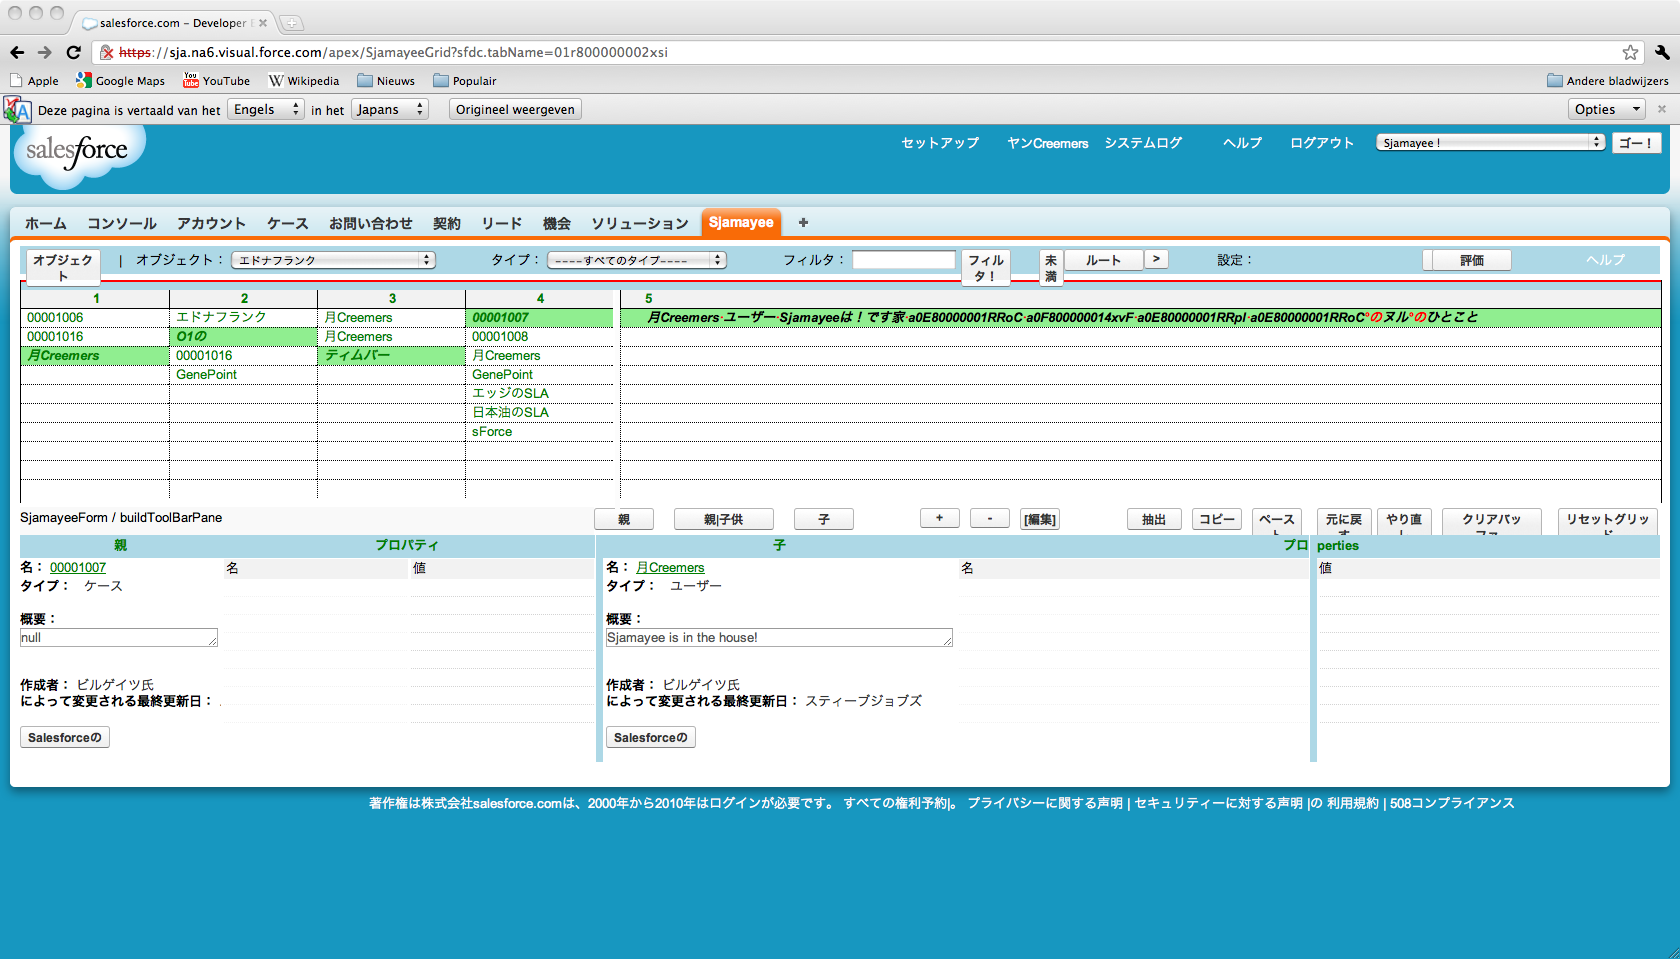 salesforce.com – Developer
https://sja.na6.visual.force.com/apex/SjamayeeGrid?sfdc.tabName=01r800000002xsi
Apple Google Maps YouTube Wikipedia Nieuws Populair Andere bladwijzers
Deze pagina is vertaald van het Engels in het Japans Origineel weergeven Opties
salesforce セットアップ ヤンCreemers システムログ ヘルプ ログアウト Sjamayee ! ゴー！
ホーム コンソール アカウント ケース お問い合わせ 契約 リード 機会 ソリューション Sjamayee +
オブジェクト | オブジェクト： エドナフランク タイプ： ----すべてのタイプ---- フィルタ： フィルタ！ 未満 ルート > 設定： 評価 ヘルプ
1 2 3 4 5
00001006 エドナフランク 月Creemers 00001007 月Creemers·ユーザー·Sjamayeeは！です家·a0E80000001RRoC·a0F800000014xvF·a0E80000001RRpI·a0E80000001RRoC°のヌル°のひとこと
00001016 O1の 月Creemers 00001008
月Creemers 00001016 ティムバー 月Creemers
GenePoint GenePoint
エッジのSLA
日本油のSLA
sForce
SjamayeeForm / buildToolBarPane 親 親|子供 子 + - [編集] 抽出 コピー ペースト 元に戻す やり直し クリアバッファ リセットグリッド
親 プロパティ 子 プロ perties
名： 00001007 名 値 名： 月Creemers 名 値
タイプ： ケース タイプ： ユーザー
概要： 概要：
null Sjamayee is in the house!
作成者： ビルゲイツ氏 作成者： ビルゲイツ氏
によって変更される最終更新日： . によって変更される最終更新日： スティーブジョブズ
Salesforceの Salesforceの
著作権は株式会社salesforce.comは、2000年から2010年はログインが必要です。 すべての権利予約|。 プライバシーに関する声明 | セキュリティーに対する声明 |の 利用規約 | 508コンプライアンス